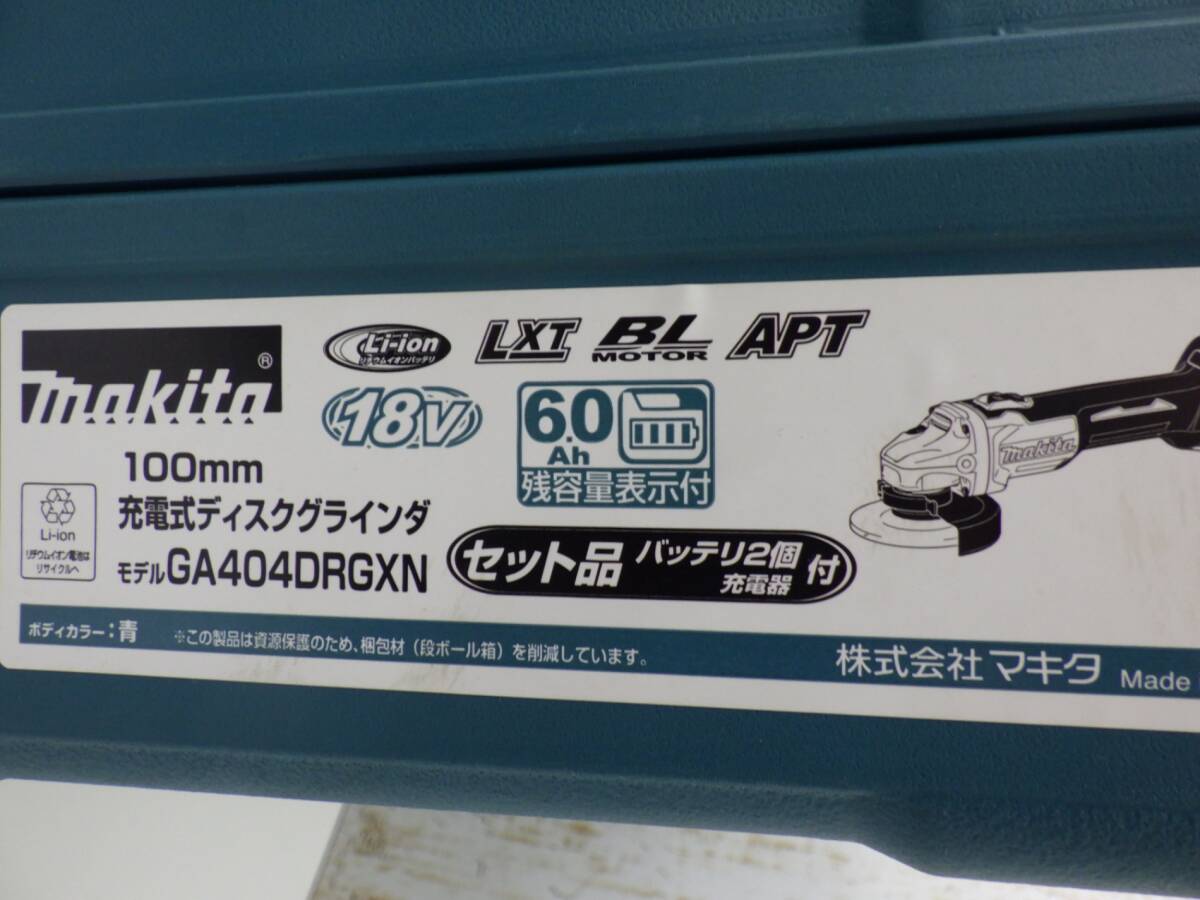 makita®
Li-ion
リチウムイオンバッテリ
LXT
BL
MOTOR
APT
18V
6.0
Ah
残容量表示付
100mm
充電式ディスクグラインダ
モデルGA404DRGXN
Li-ion
リチウムイオン電池は
リサイクルへ
セット品 バッテリ2個 充電器 付
makita
ボディカラー：青
※この製品は資源保護のため、梱包材（段ボール箱）を削減しています。
株式会社マキタ
Made